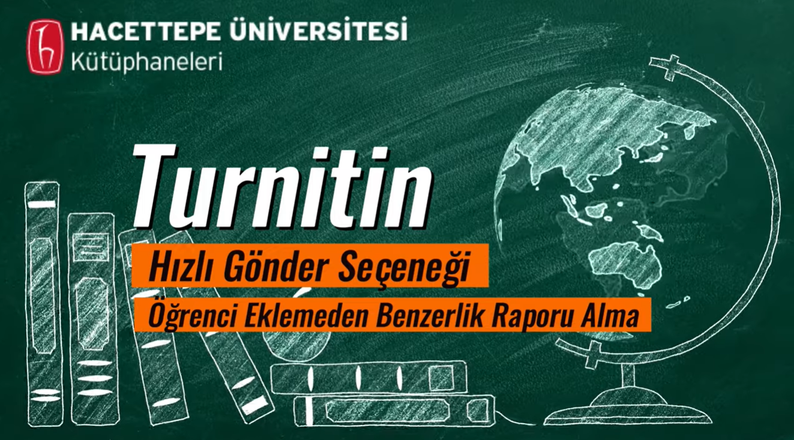 HACETTEPE ÜNİVERSİTESİ
Kütüphaneleri
Turnitin
Hızlı Gönder Seçeneği
Öğrenci Eklemeden Benzerlik Raporu Alma